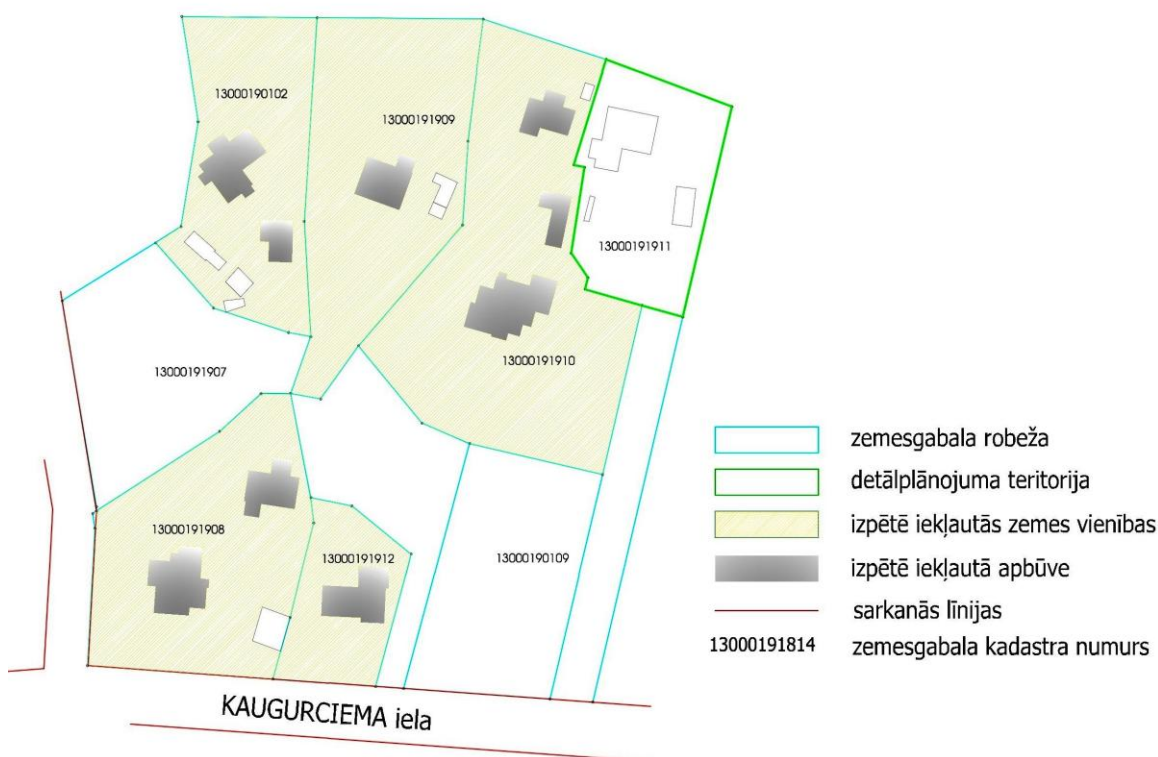 13000190102
13000191909
13000191911
13000191910
13000191907
13000191908
13000191912
13000190109
KAUGURCIEMA iela
zemesgabala robeža
detālplānojuma teritorija
izpētē iekļautās zemes vienības
izpētē iekļautā apbūve
sarkanās līnijas
13000191814 zemesgabala kadastra numurs